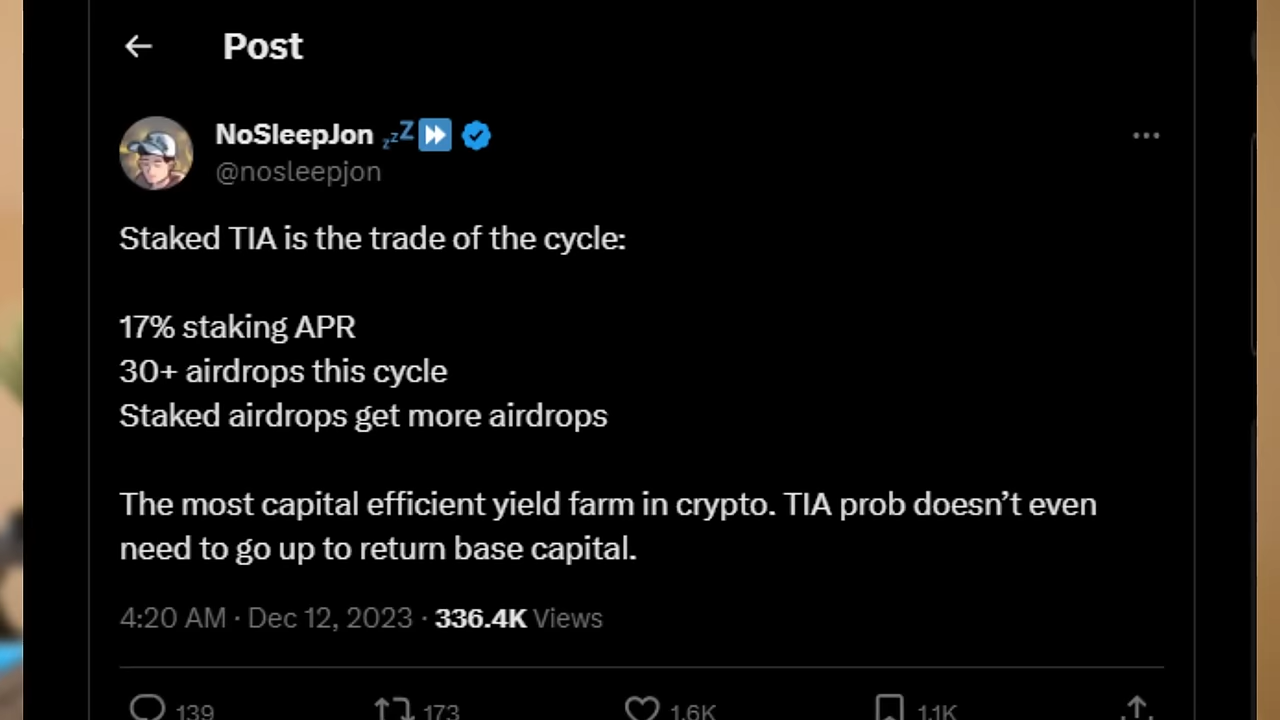 Post
NoSleepJon
@nosleepjon
Staked TIA is the trade of the cycle:
17% staking APR
30+ airdrops this cycle
Staked airdrops get more airdrops
The most capital efficient yield farm in crypto. TIA prob doesn’t even
need to go up to return base capital.
4:20 AM · Dec 12, 2023 · 336.4K Views
139 173 1.6K 1.1K